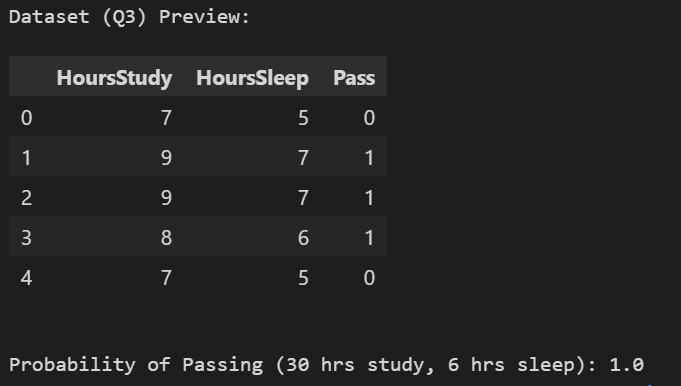 Dataset (Q3) Preview:
HoursStudy HoursSleep Pass
0 7 5 0
1 9 7 1
2 9 7 1
3 8 6 1
4 7 5 0
Probability of Passing (30 hrs study, 6 hrs sleep): 1.0